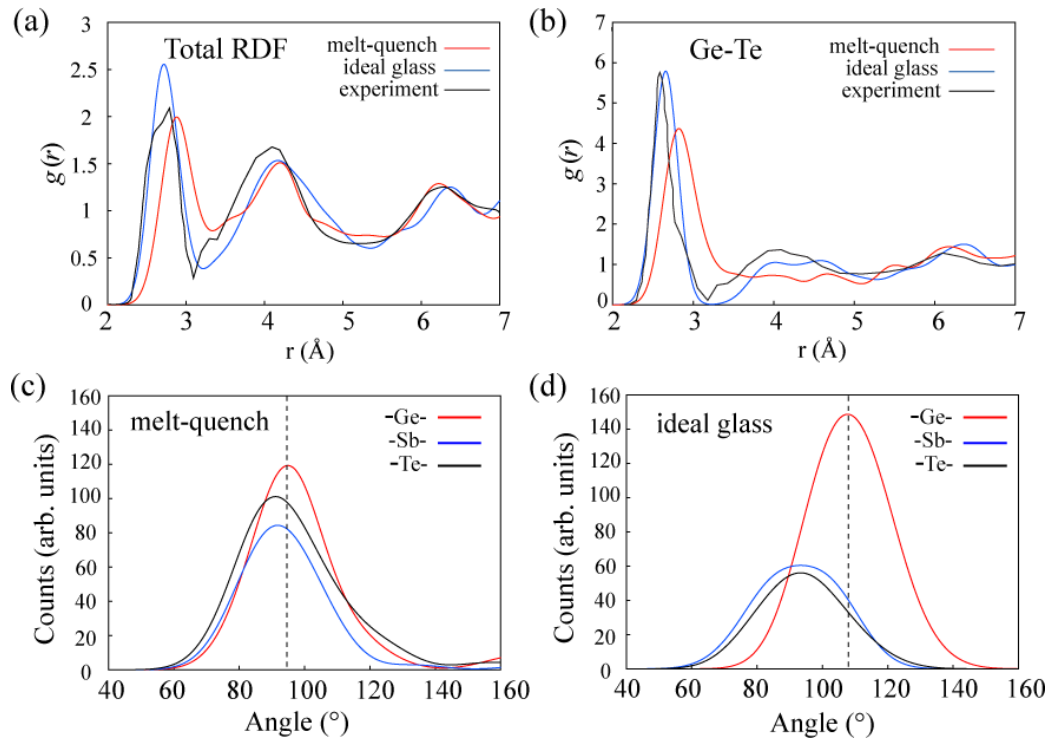 (a)
Total RDF
melt-quench
ideal glass
experiment
3
2.5
2
1.5
1
0.5
0
g(r)
2 3 4 5 6 7
r (Å)
(b)
Ge-Te
melt-quench
ideal glass
experiment
7
6
5
4
3
2
1
0
g(r)
2 3 4 5 6 7
r (Å)
(c)
melt-quench
-Ge-
-Sb-
-Te-
160
140
120
100
80
60
40
20
0
Counts (arb. units)
40 60 80 100 120 140 160
Angle (°)
(d)
ideal glass
-Ge-
-Sb-
-Te-
160
140
120
100
80
60
40
20
0
Counts (arb. units)
40 60 80 100 120 140 160
Angle (°)